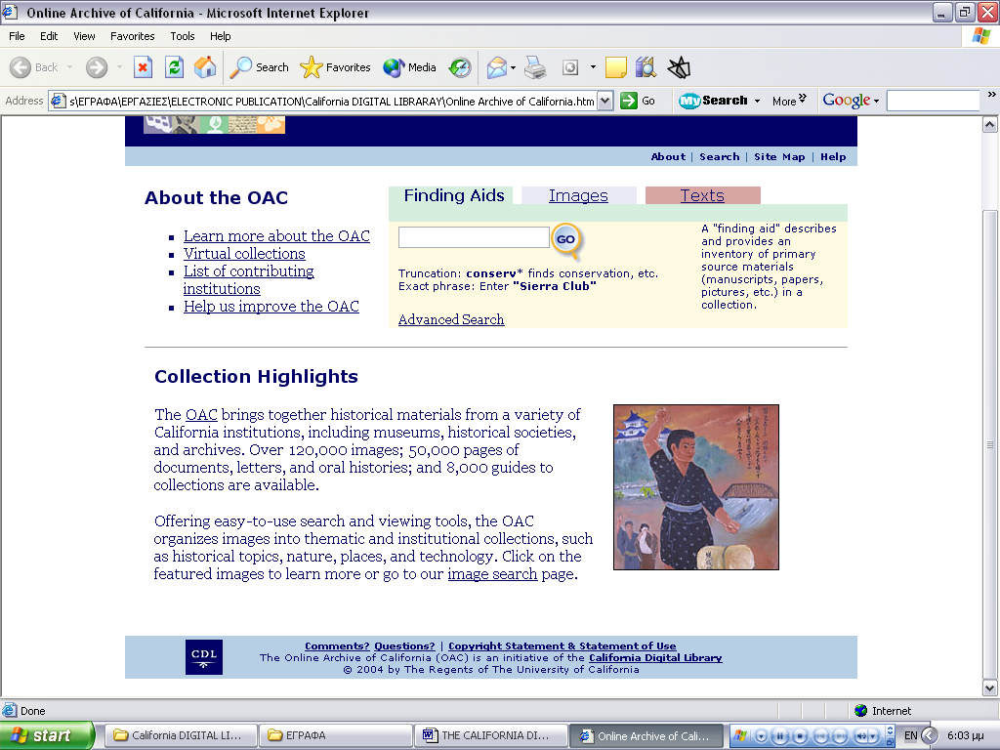 Online Archive of California - Microsoft Internet Explorer
File Edit View Favorites Tools Help
Back Search Favorites Media
Address s\ΕΓΡΑΦΑ\ΕΡΓΑΣΙΕΣ\ELECTRONIC PUBLICATION\California DIGITAL LIBRARAY\Online Archive of California.htm Go My Search More » Google »
About | Search | Site Map | Help
About the OAC
Learn more about the OAC
Virtual collections
List of contributing
institutions
Help us improve the OAC
Finding Aids Images Texts
GO
Truncation: conserv* finds conservation, etc.
Exact phrase: Enter "Sierra Club"
Advanced Search
A "finding aid" describes
and provides an
inventory of primary
source materials
(manuscripts, papers,
pictures, etc.) in a
collection.
Collection Highlights
The OAC brings together historical materials from a variety of
California institutions, including museums, historical societies,
and archives. Over 120,000 images; 50,000 pages of
documents, letters, and oral histories; and 8,000 guides to
collections are available.
Offering easy-to-use search and viewing tools, the OAC
organizes images into thematic and institutional collections, such
as historical topics, nature, places, and technology. Click on the
featured images to learn more or go to our image search page.
CDL
Comments? Questions? | Copyright Statement & Statement of Use
The Online Archive of California (OAC) is an initiative of the California Digital Library
© 2004 by The Regents of The University of California
Done Internet
start California DIGITAL LI... ΕΓΡΑΦΑ THE CALIFORNIA DI... Online Archive of Cali... EN 6:03 μμ